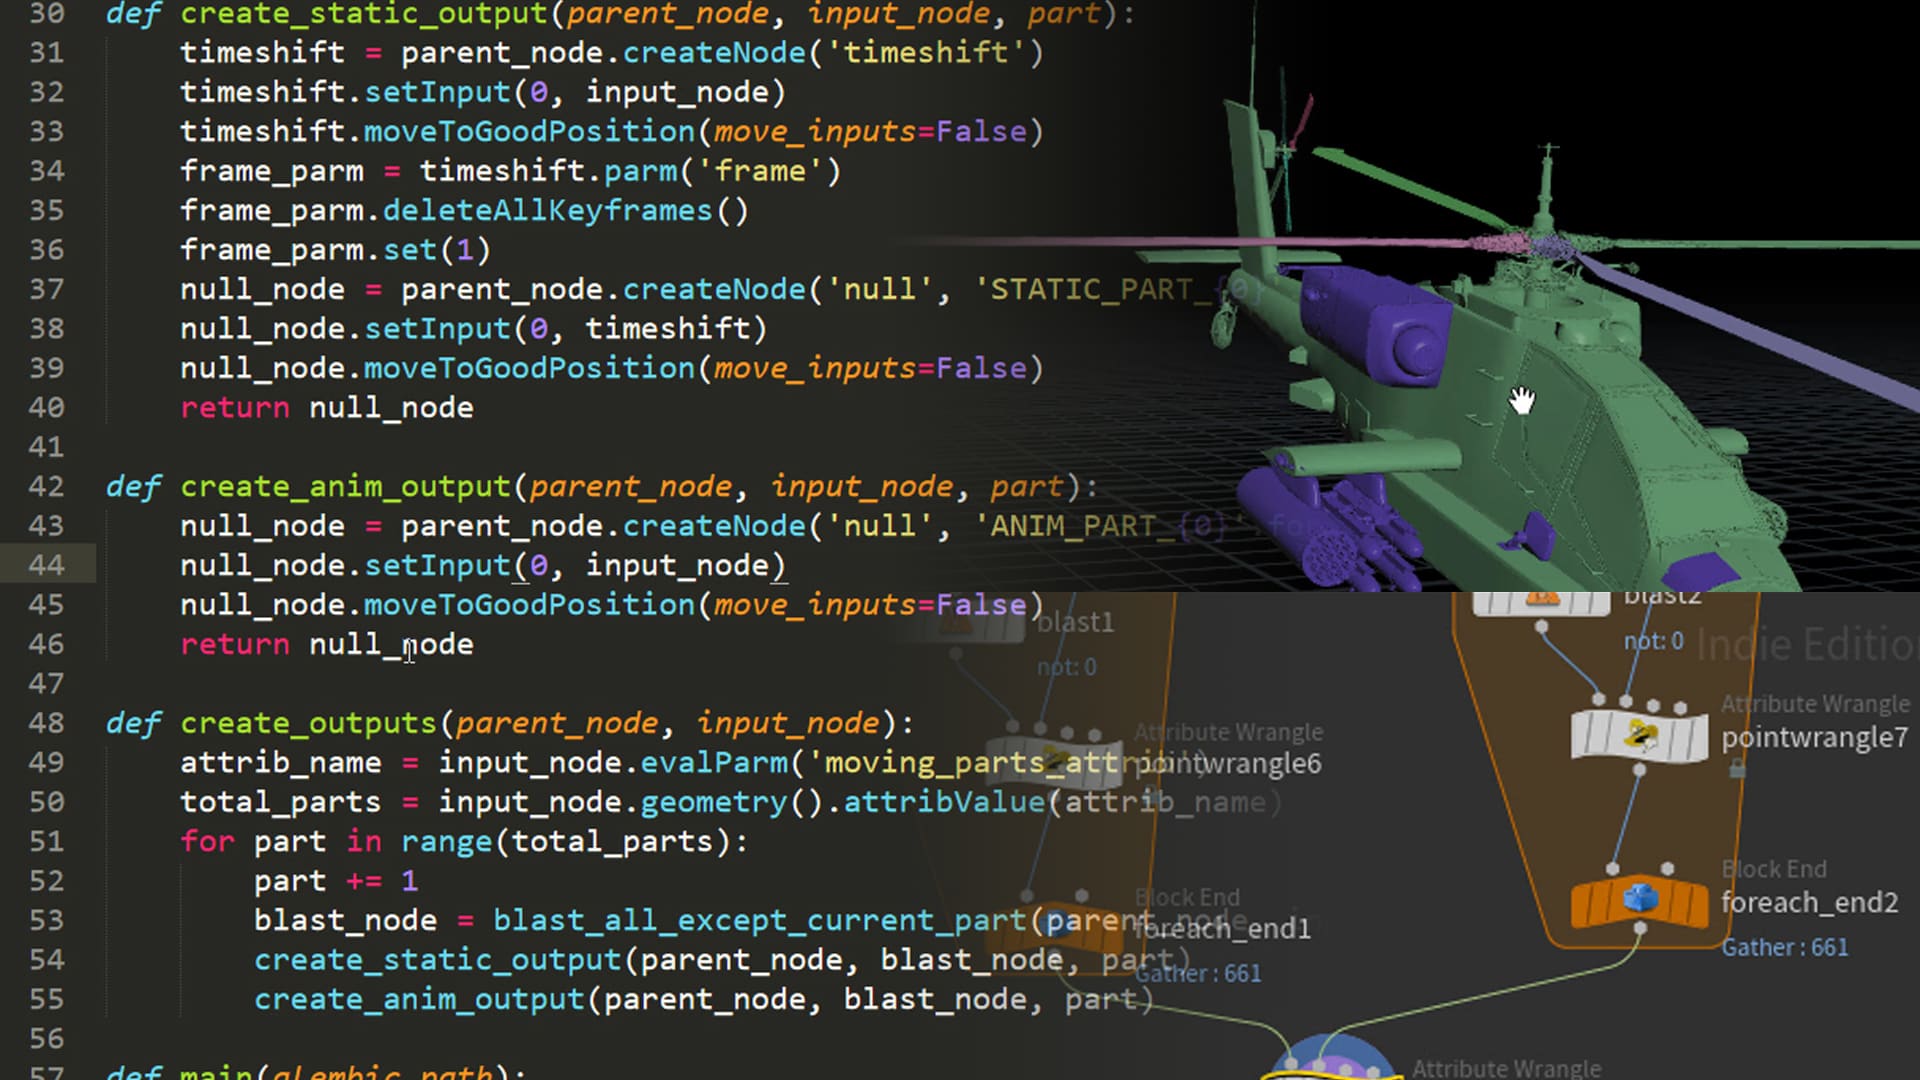 30 def create_static_output(parent_node, input_node, part):
31 timeshift = parent_node.createNode('timeshift')
32 timeshift.setInput(0, input_node)
33 timeshift.moveToGoodPosition(move_inputs=False)
34 frame_parm = timeshift.parm('frame')
35 frame_parm.deleteAllKeyframes()
36 frame_parm.set(1)
37 null_node = parent_node.createNode('null', 'STATIC_PART_{0}
38 null_node.setInput(0, timeshift)
39 null_node.moveToGoodPosition(move_inputs=False)
40 return null_node
41
42 def create_anim_output(parent_node, input_node, part):
43 null_node = parent_node.createNode('null', 'ANIM_PART_{0}'.fo
44 null_node.setInput(0, input_node)
45 null_node.moveToGoodPosition(move_inputs=False)
46 return null_node
47
48 def create_outputs(parent_node, input_node):
49 attrib_name = input_node.evalParm('moving_parts_attr
50 total_parts = input_node.geometry().attribValue(attrib_name)
51 for part in range(total_parts):
52 part += 1
53 blast_node = blast_all_except_current_part(parent_node, in
54 create_static_output(parent_node, blast_node, part)
55 create_anim_output(parent_node, blast_node, part)
56
57 def main(alembic_path):
blast1
not: 0
Attribute Wrangle
pointwrangle6
Block End
foreach_end1
Gather : 661
blast2
not: 0
Indie Editio
Attribute Wrangle
pointwrangle7
Block End
foreach_end2
Gather : 661
Attribute Wrangle